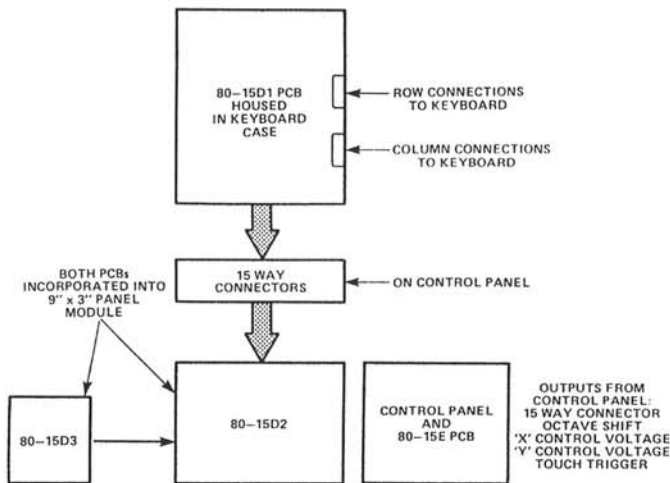 80–15D1 PCB
HOUSED
IN KEYBOARD
CASE
ROW CONNECTIONS
TO KEYBOARD
COLUMN CONNECTIONS
TO KEYBOARD
BOTH PCBs
INCORPORATED INTO
9" x 3" PANEL
MODULE
15 WAY
CONNECTORS
ON CONTROL PANEL
80–15D3
80–15D2
CONTROL PANEL
AND
80–15E PCB
OUTPUTS FROM
CONTROL PANEL:
15 WAY CONNECTOR
OCTAVE SHIFT
'X' CONTROL VOLTAGE
'Y' CONTROL VOLTAGE
TOUCH TRIGGER